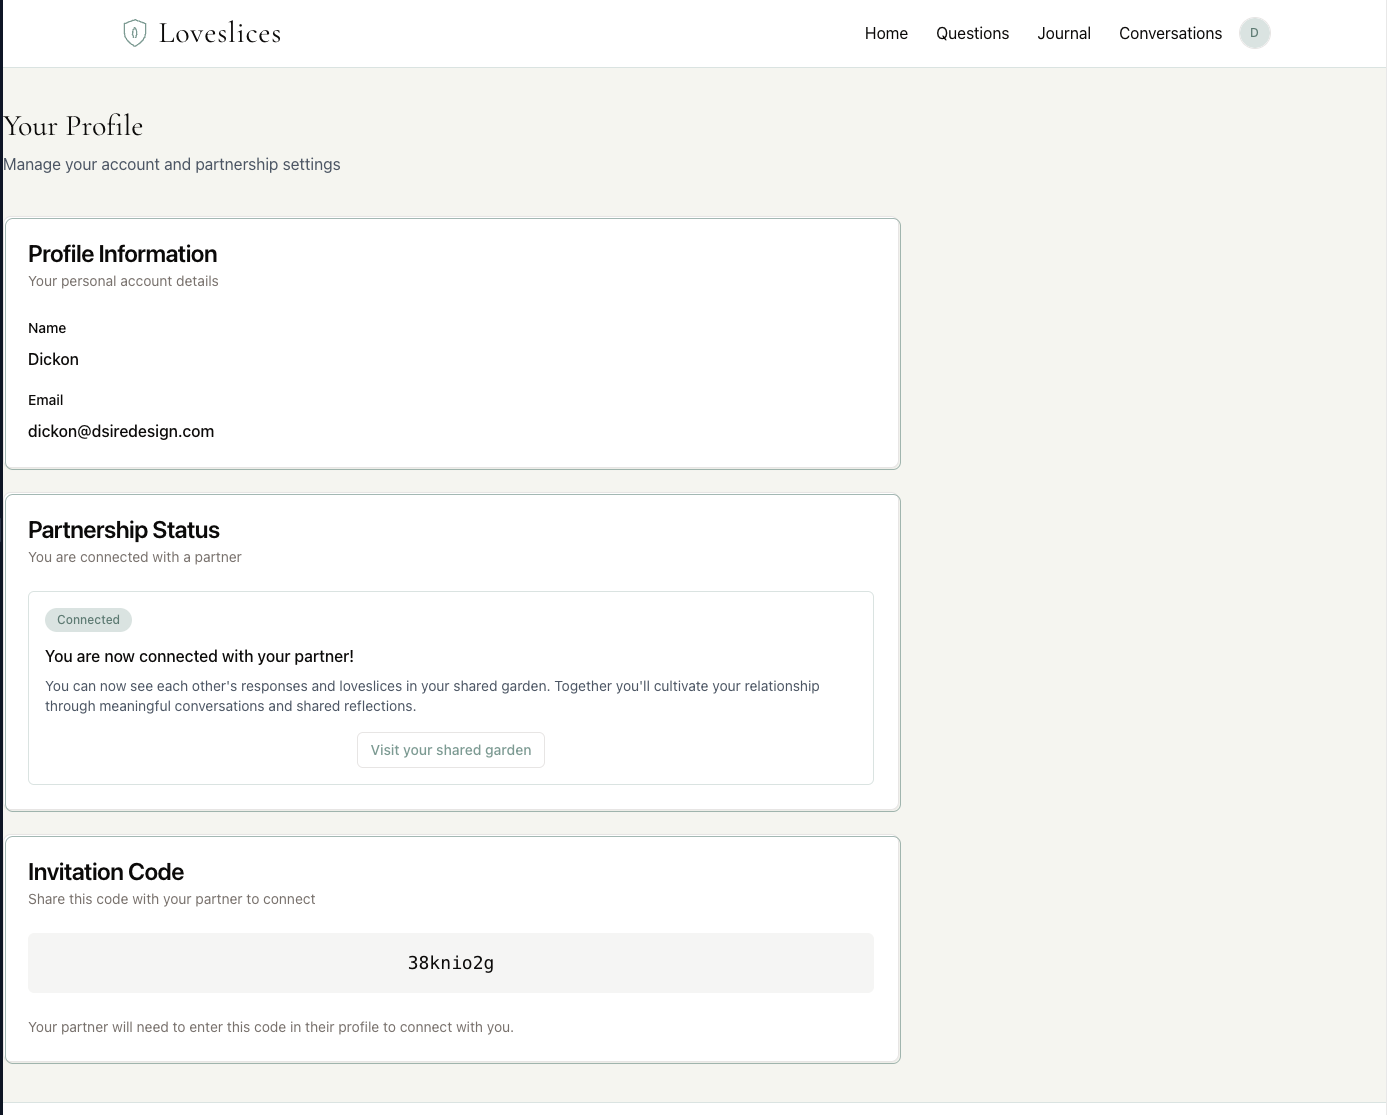 Loveslices
Home
Questions
Journal
Conversations
D
Your Profile
Manage your account and partnership settings
Profile Information
Your personal account details
Name
Dickon
Email
dickon@dsiredesign.com
Partnership Status
You are connected with a partner
Connected
You are now connected with your partner!
You can now see each other's responses and loveslices in your shared garden. Together you'll cultivate your relationship
through meaningful conversations and shared reflections.
Visit your shared garden
Invitation Code
Share this code with your partner to connect
38knio2g
Your partner will need to enter this code in their profile to connect with you.